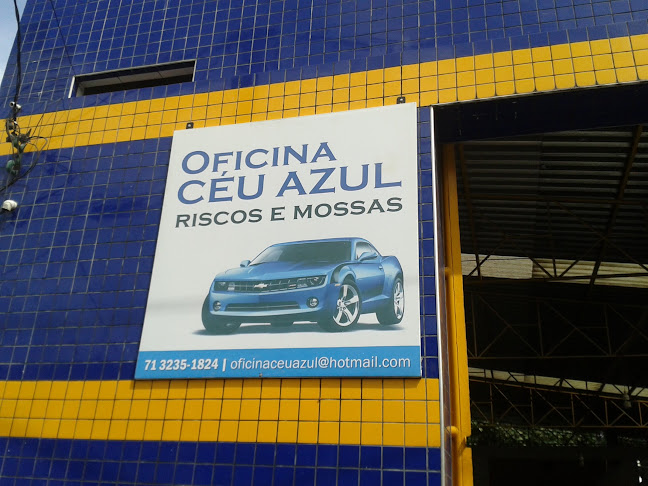 OFICINA
CÉU AZUL
RISCOS E MOSSAS
71 3235-1824 | oficinaceuazul@hotmail.com